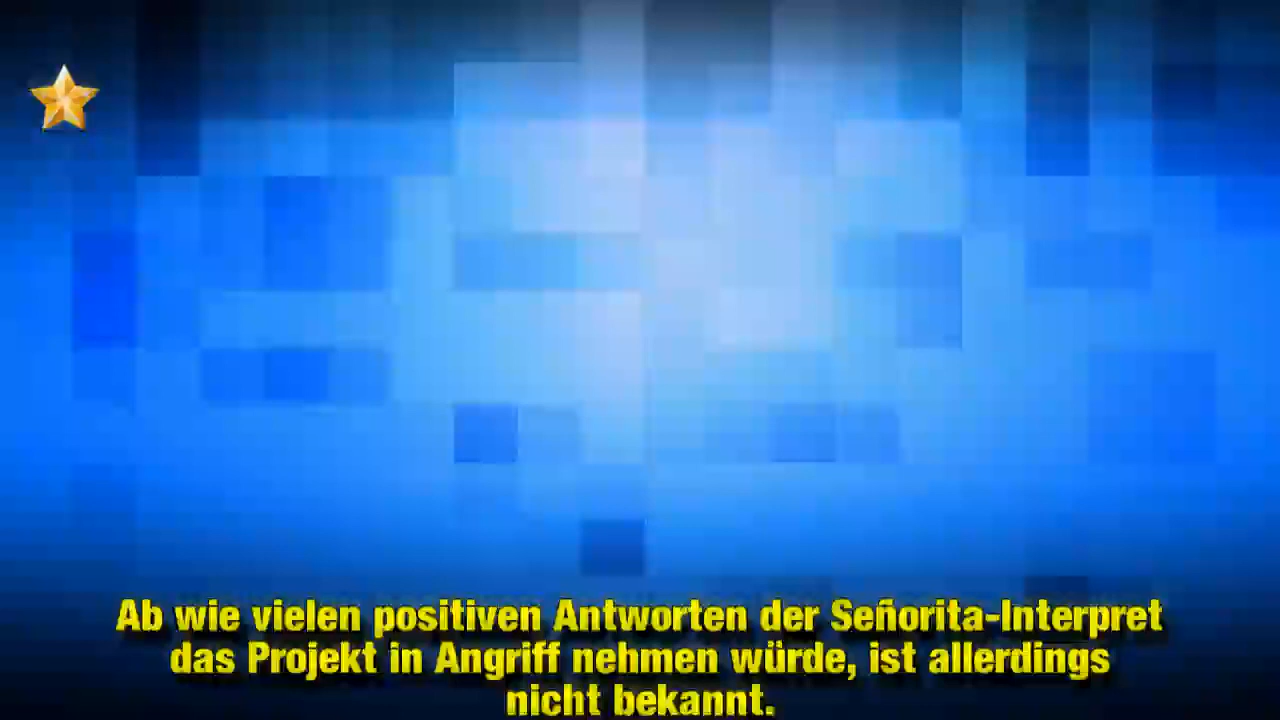 Ab wie vielen positiven Antworten der Señorita-Interpret
das Projekt in Angriff nehmen würde, ist allerdings
nicht bekannt.